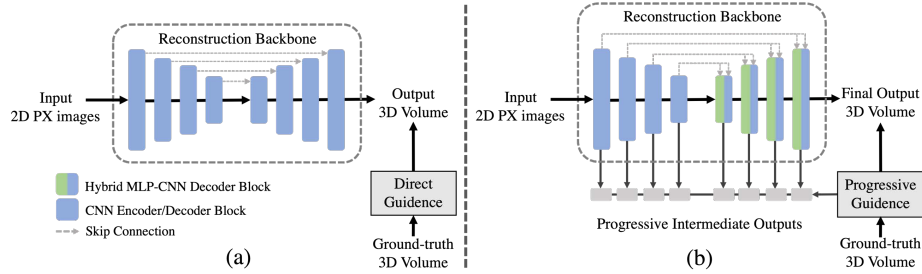 Reconstruction Backbone
Input
2D PX images
Output
3D Volume
Hybrid MLP-CNN Decoder Block
CNN Encoder/Decoder Block
Skip Connection
Direct
Guidence
Ground-truth
3D Volume
(a)
Reconstruction Backbone
Input
2D PX images
Final Output
3D Volume
Progressive Intermediate Outputs
Progressive
Guidence
Ground-truth
3D Volume
(b)